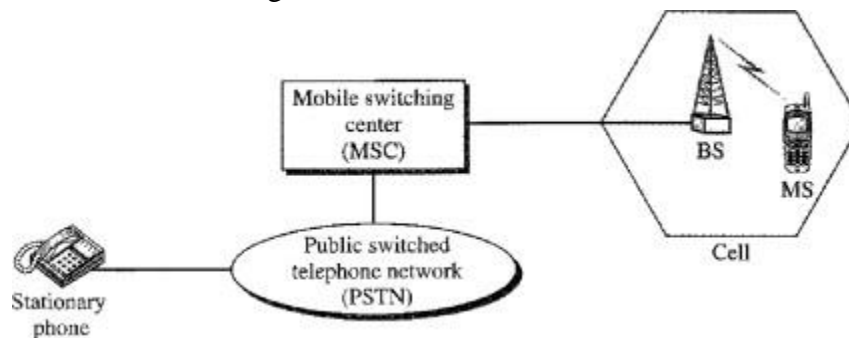 Mobile switching
center
(MSC)
BS
MS
Cell
Public switched
telephone network
(PSTN)
Stationary
phone